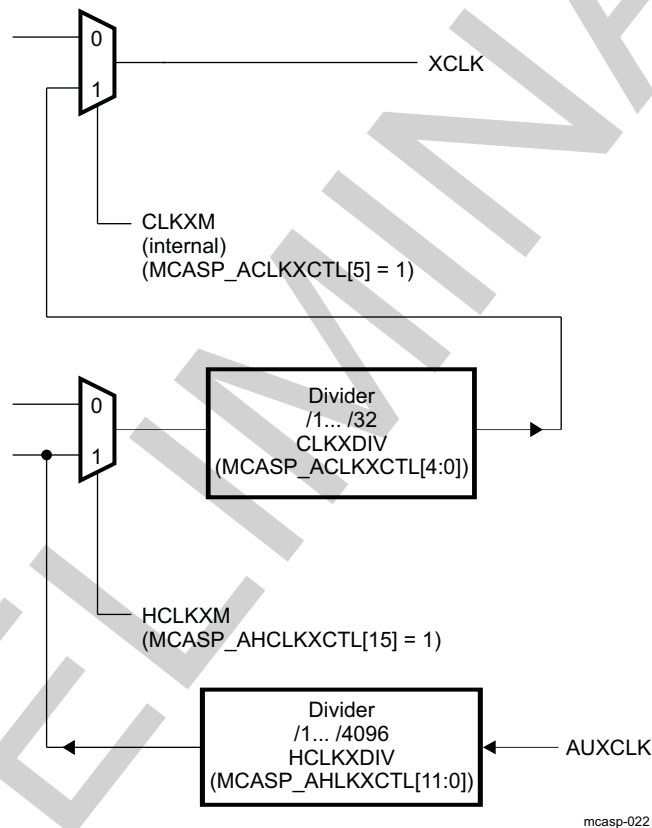 0
XCLK
1
CLKXM
(internal)
(MCASP_ACLKXCTL[5] = 1)
0
1
Divider
/1... /32
CLKXDIV
(MCASP_ACLKXCTL[4:0])
HCLKXM
(MCASP_AHCLKXCTL[15] = 1)
Divider
/1... /4096
HCLKXDIV
(MCASP_AHLKXCTL[11:0])
AUXCLK
mcasp-022
ELIMINA